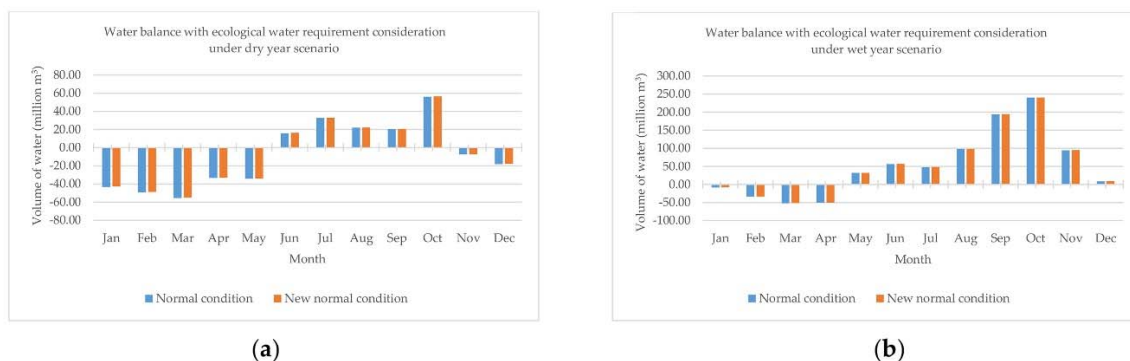 Water balance with ecological water requirement consideration
under dry year scenario
Volume of water (million m³)
80.00
60.00
40.00
20.00
0.00
-20.00
-40.00
-60.00
-80.00
Jan Feb Mar Apr May Jun Jul Aug Sep Oct Nov Dec
Month
Normal condition New normal condition
(a)
Water balance with ecological water requirement consideration
under wet year scenario
Volume of water (million m³)
300.00
250.00
200.00
150.00
100.00
50.00
0.00
-50.00
-100.00
Jan Feb Mar Apr May Jun Jul Aug Sep Oct Nov Dec
Month
Normal condition New normal condition
(b)